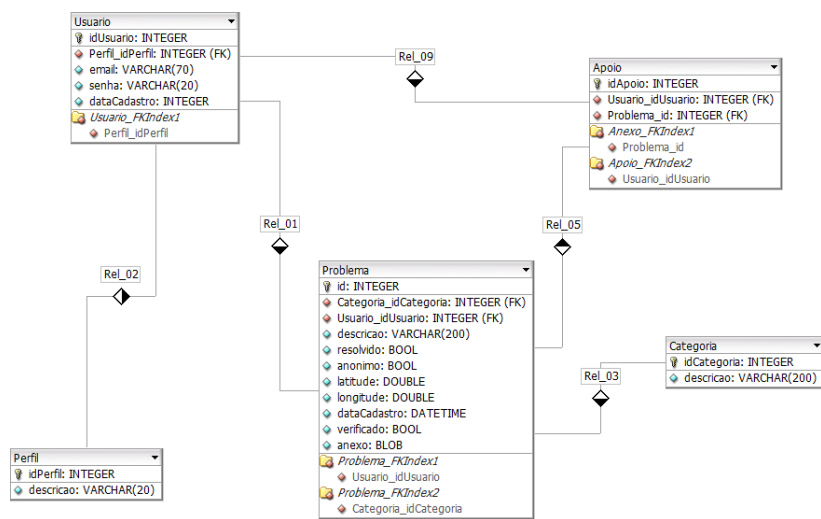 Usuario
idUsuario: INTEGER
Perfil_idPerfil: INTEGER (FK)
email: VARCHAR(70)
senha: VARCHAR(20)
dataCadastro: INTEGER
Usuario_FKIndex1
Perfil_idPerfil
Rel_09
Apoio
idApoio: INTEGER
Usuario_idUsuario: INTEGER (FK)
Problema_id: INTEGER (FK)
Anexo_FKIndex1
Problema_id
Apoio_FKIndex2
Usuario_idUsuario
Rel_01
Rel_05
Rel_02
Problema
id: INTEGER
Categoria_idCategoria: INTEGER (FK)
Usuario_idUsuario: INTEGER (FK)
descricao: VARCHAR(200)
resolvido: BOOL
anonimo: BOOL
latitude: DOUBLE
longitude: DOUBLE
dataCadastro: DATETIME
verificado: BOOL
anexo: BLOB
Problema_FKIndex1
Usuario_idUsuario
Problema_FKIndex2
Categoria_idCategoria
Categoria
idCategoria: INTEGER
descricao: VARCHAR(200)
Rel_03
Perfil
idPerfil: INTEGER
descricao: VARCHAR(20)